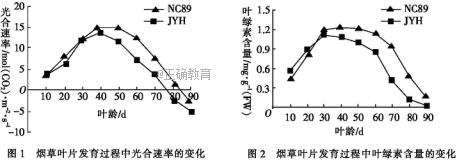 光合速率/mol(CO₂)·m⁻²·g⁻¹
20
15
10
5
0
-5
-10
10 20 30 40 50 60 70 80 90
叶龄/d
NC89
JYH
@正确教育
图 1 烟草叶片发育过程中光合速率的变化
叶绿素含量/mg·g⁻¹(FW)
1.5
1.2
0.9
0.6
0.3
0
10 20 30 40 50 60 70 80 90
叶龄/d
NC89
JYH
图 2 烟草叶片发育过程中叶绿素含量的变化